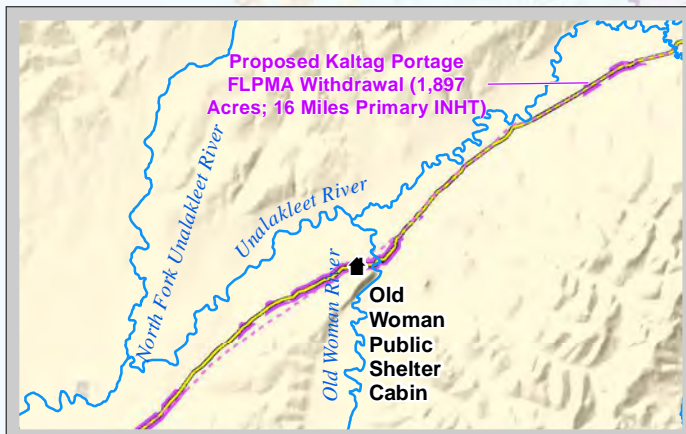 Proposed Kaltag Portage
FLPMA Withdrawal (1,897
Acres; 16 Miles Primary INHT)
North Fork Unalakleet River
Unalakleet River
Old Woman River
Old
Woman
Public
Shelter
Cabin